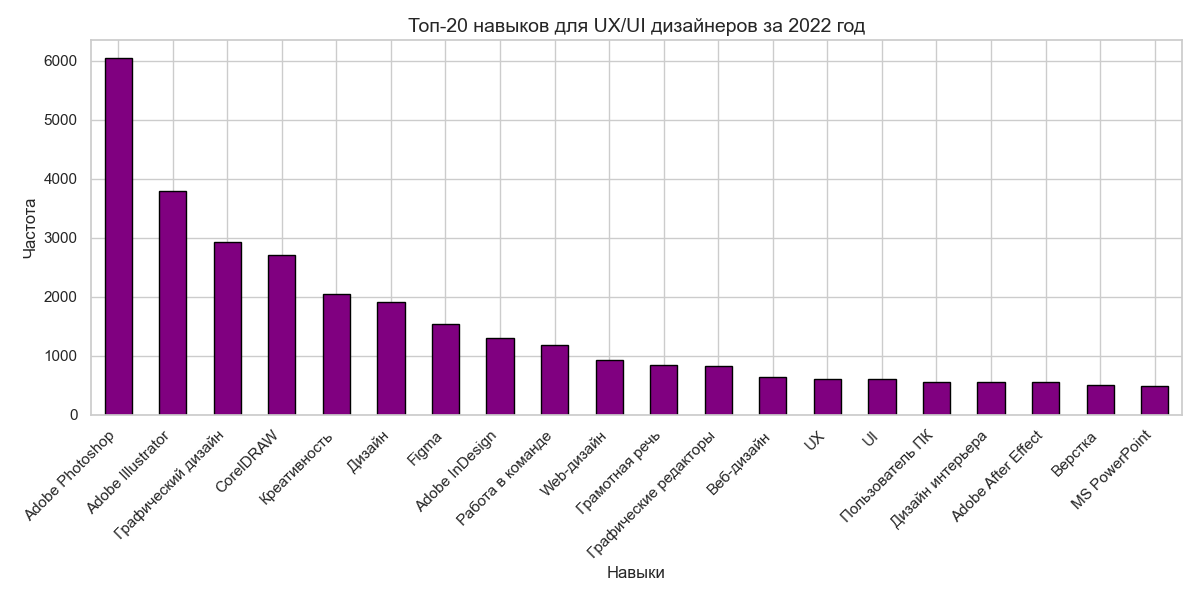 Топ-20 навыков для UX/UI дизайнеров за 2022 год
Частота
6000
5000
4000
3000
2000
1000
0
Adobe Photoshop
Adobe Illustrator
Графический дизайн
CorelDRAW
Креативность
Дизайн
Figma
Adobe InDesign
Работа в команде
Web-дизайн
Грамотная речь
Графические редакторы
Веб-дизайн
UX
UI
Пользователь ПК
Дизайн интерьера
Adobe After Effect
Верстка
MS PowerPoint
Навыки